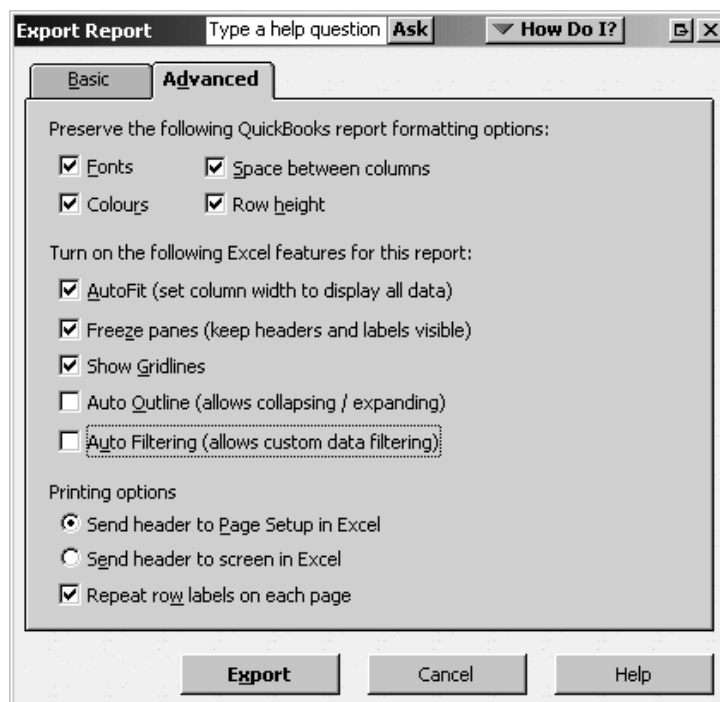 Export Report Type a help question Ask How Do I?
Basic Advanced
Preserve the following QuickBooks report formatting options:
Fonts Space between columns
Colours Row height
Turn on the following Excel features for this report:
AutoFit (set column width to display all data)
Freeze panes (keep headers and labels visible)
Show Gridlines
Auto Outline (allows collapsing / expanding)
Auto Filtering (allows custom data filtering)
Printing options
Send header to Page Setup in Excel
Send header to screen in Excel
Repeat row labels on each page
Export Cancel Help